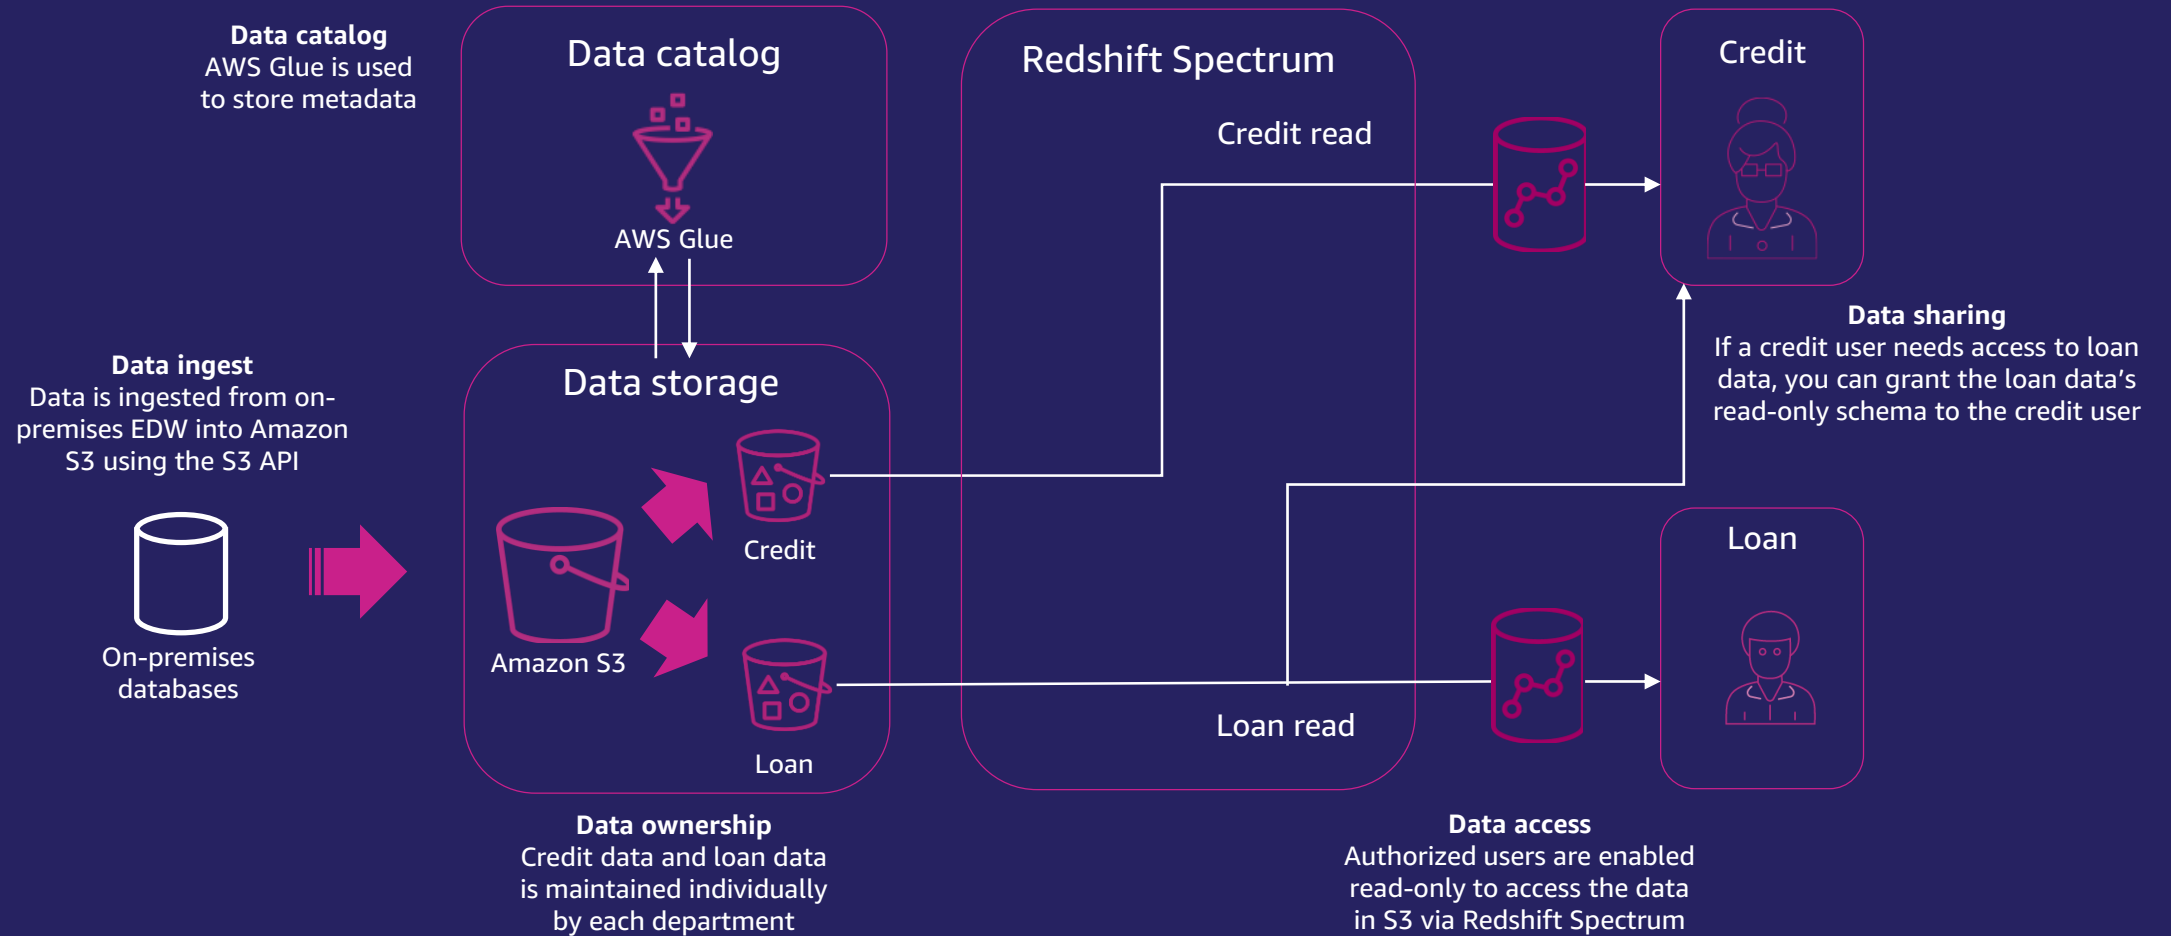 Data catalog
AWS Glue is used
to store metadata
Data catalog
AWS Glue
Redshift Spectrum
Credit read
Credit
Data sharing
If a credit user needs access to loan
data, you can grant the loan data’s
read-only schema to the credit user
Data ingest
Data is ingested from on-
premises EDW into Amazon
S3 using the S3 API
On-premises
databases
Data storage
Amazon S3
Credit
Loan
Loan read
Loan
Data ownership
Credit data and loan data
is maintained individually
by each department
Data access
Authorized users are enabled
read-only to access the data
in S3 via Redshift Spectrum